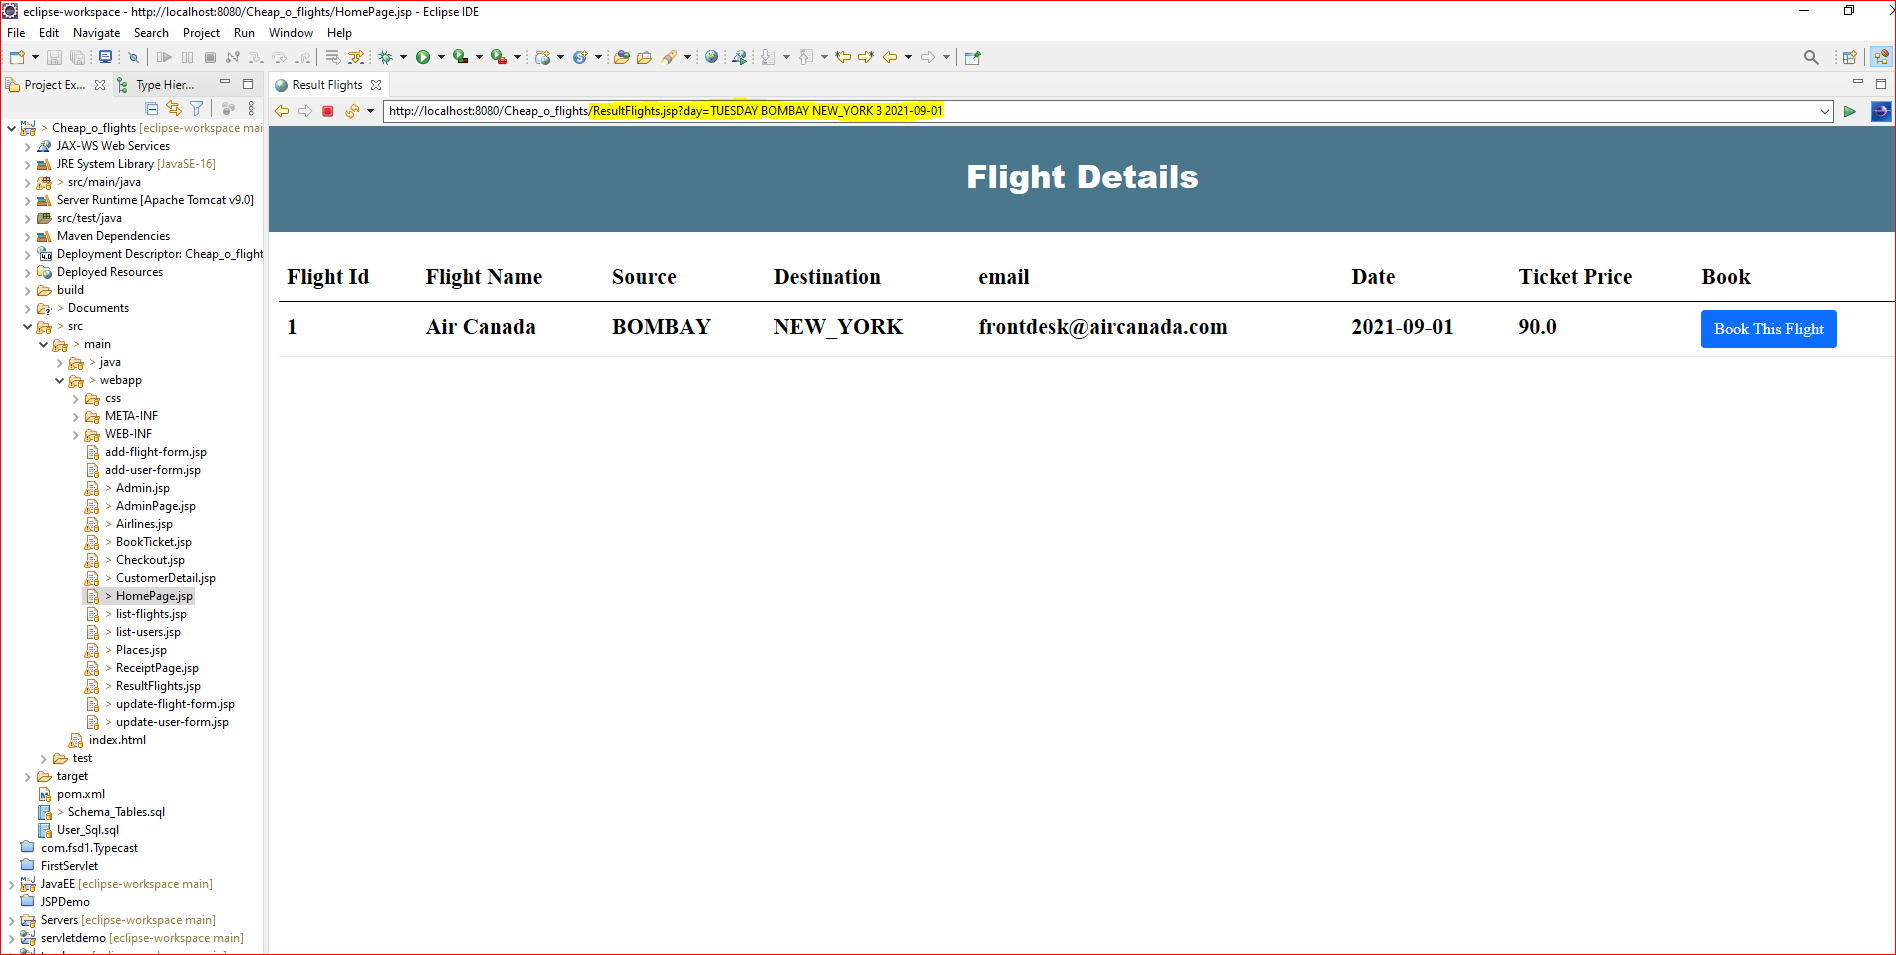 eclipse-workspace - http://localhost:8080/Cheap_o_flights/HomePage.jsp - Eclipse IDE
File Edit Navigate Search Project Run Window Help
Project Ex... Type Hier...
Result Flights
http://localhost:8080/Cheap_o_flights/ResultFlights.jsp?day=TUESDAY BOMBAY NEW_YORK 3 2021-09-01
> Cheap_o_flights [eclipse-workspace mai
JAX-WS Web Services
JRE System Library [JavaSE-16]
> src/main/java
Server Runtime [Apache Tomcat v9.0]
src/test/java
Maven Dependencies
Deployment Descriptor: Cheap_o_flight
Deployed Resources
build
> Documents
> src
> main
> java
> webapp
css
META-INF
WEB-INF
add-flight-form.jsp
add-user-form.jsp
> Admin.jsp
> AdminPage.jsp
> Airlines.jsp
> BookTicket.jsp
> Checkout.jsp
> CustomerDetail.jsp
> HomePage.jsp
> list-flights.jsp
> list-users.jsp
> Places.jsp
> ReceiptPage.jsp
> ResultFlights.jsp
> update-flight-form.jsp
> update-user-form.jsp
index.html
test
target
pom.xml
> Schema_Tables.sql
User_Sql.sql
com.fsd1.Typecast
FirstServlet
JavaEE [eclipse-workspace main]
JSPDemo
Servers [eclipse-workspace main]
servletdemo [eclipse-workspace main]
Flight Details
Flight Id Flight Name Source Destination email Date Ticket Price Book
1 Air Canada BOMBAY NEW_YORK frontdesk@aircanada.com 2021-09-01 90.0 Book This Flight